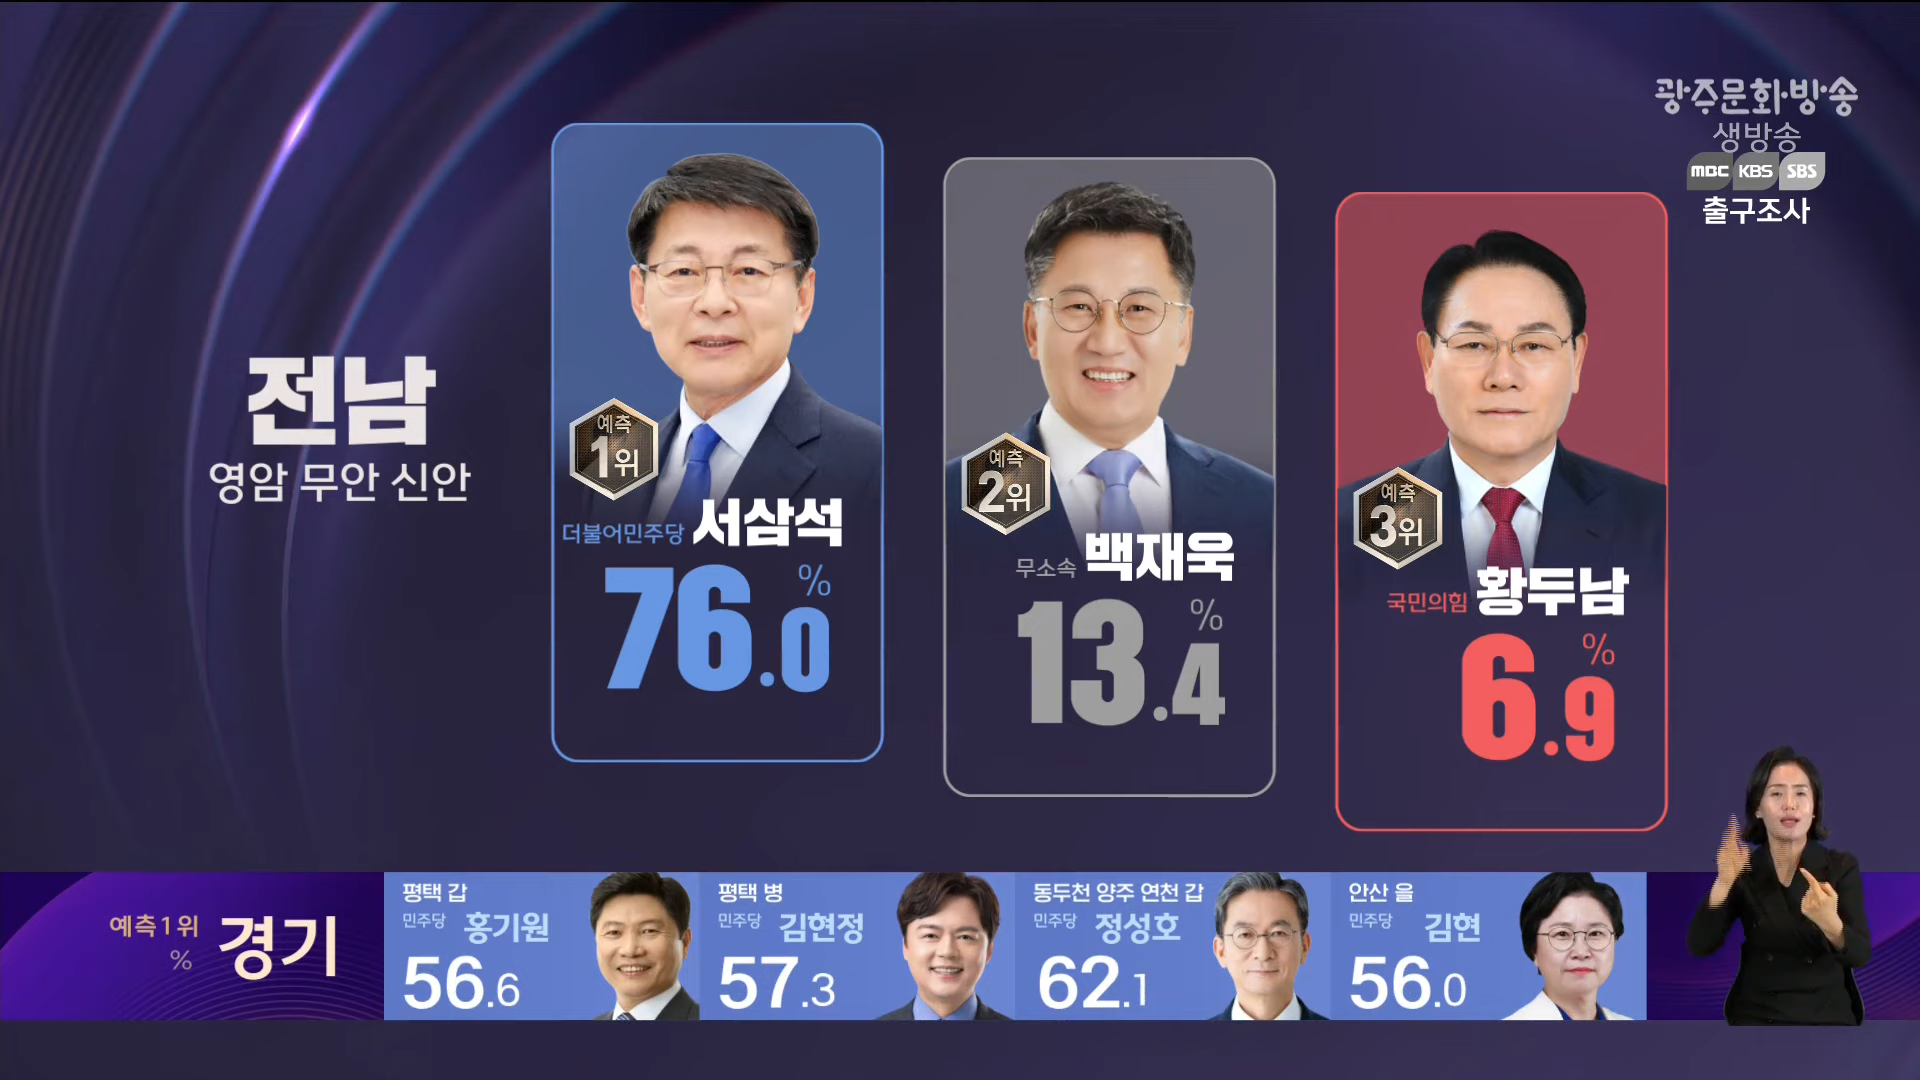 광주문화방송
생방송
MBC KBS SBS
출구조사
전남
영암 무안 신안
예측
1위
더불어민주당 서삼석
76.0%
예측
2위
무소속 백재욱
13.4%
예측
3위
국민의힘 황두남
6.9%
예측1위
%
경기
평택 갑
민주당 홍기원
56.6
평택 병
민주당 김현정
57.3
동두천 양주 연천 갑
민주당 정성호
62.1
안산 을
민주당 김현
56.0